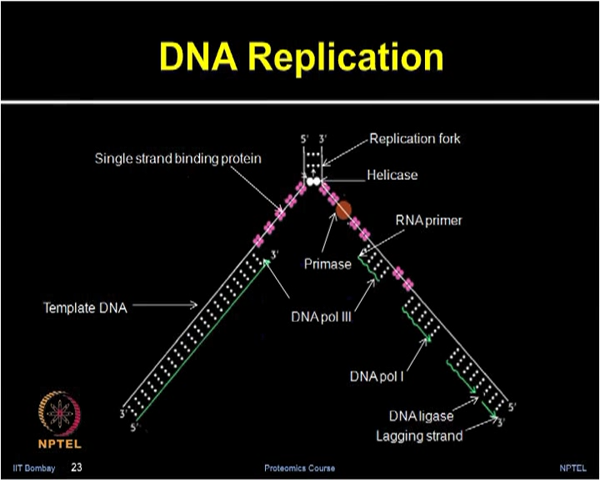 DNA Replication
5' 3'
Replication fork
Single strand binding protein
Helicase
RNA primer
Primase
3'
Template DNA
DNA pol III
DNA pol I
3'
5'
DNA ligase
5'
3'
Lagging strand
NPTEL
IIT Bombay 23 Proteomics Course NPTEL